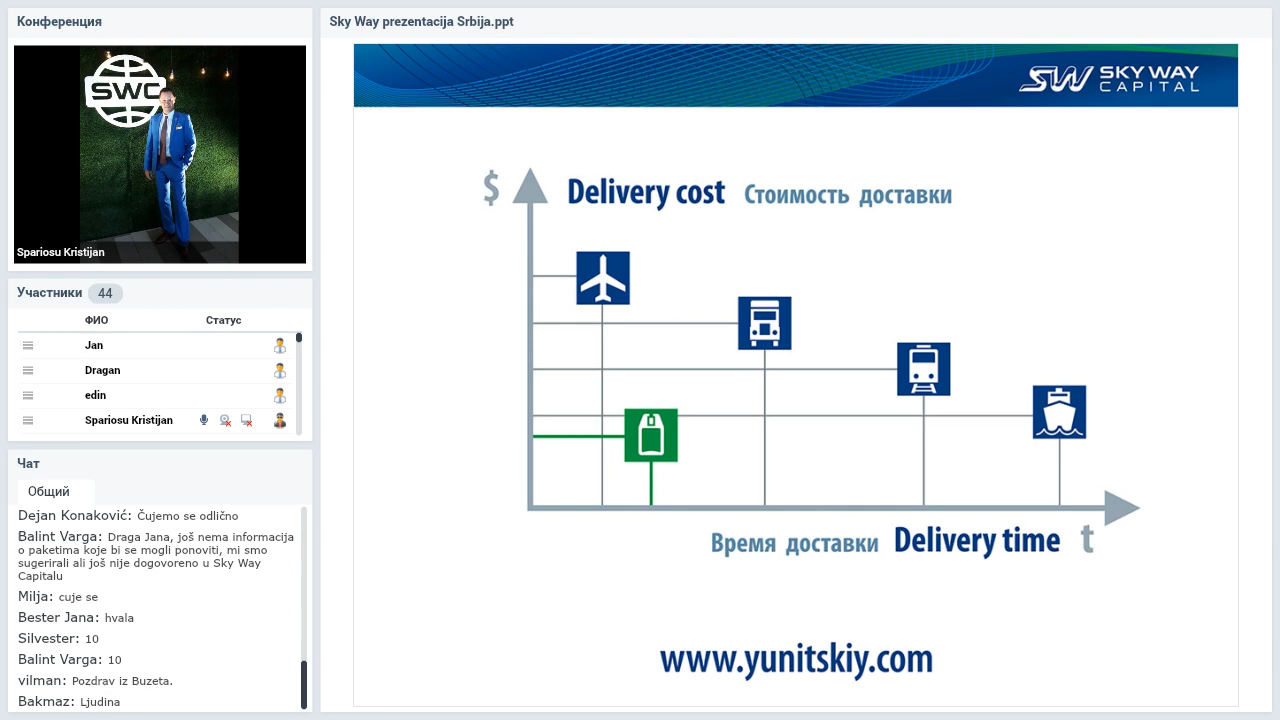 Конференция
SWC
Spariosu Kristijan
Участники 44
ФИО Статус
Jan
Dragan
edin
Spariosu Kristijan
Чат
Общий
Dejan Konaković: Čujemo se odlično
Balint Varga: Draga Jana, još nema informacija
o paketima koje bi se mogli ponoviti, mi smo
sugerirali ali još nije dogovoreno u Sky Way
Capitalu
Milja: cuje se
Bester Jana: hvala
Silvester: 10
Balint Varga: 10
vilman: Pozdrav iz Buzeta.
Bakmaz: Ljudina
Sky Way prezentacija Srbija.ppt
SW SKY WAY
CAPITAL
$ Delivery cost Стоимость доставки
Время доставки Delivery time t
www.yunitskiy.com